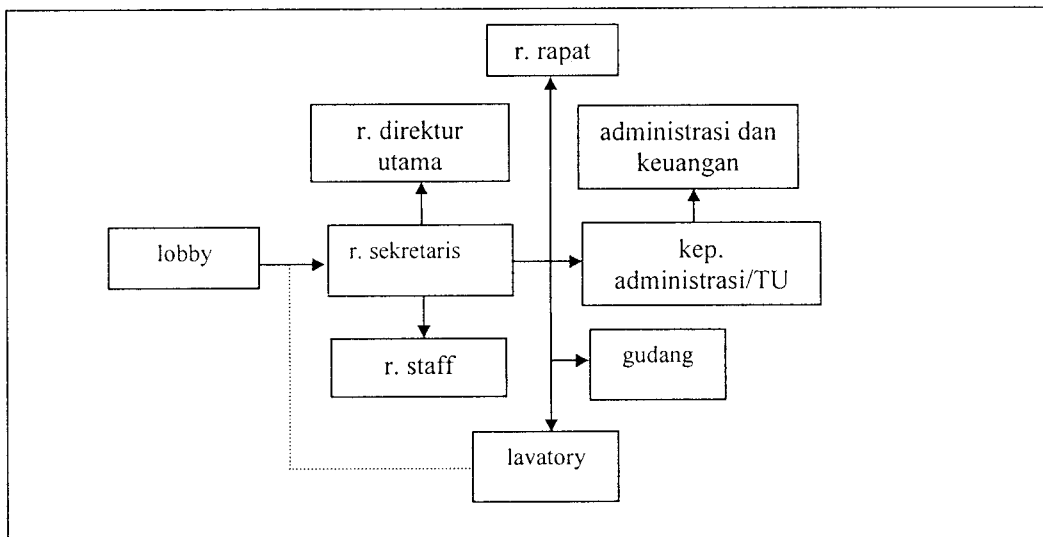 r. rapat
r. direktur
utama
administrasi dan
keuangan
lobby
r. sekretaris
kep.
administrasi/TU
r. staff
gudang
lavatory